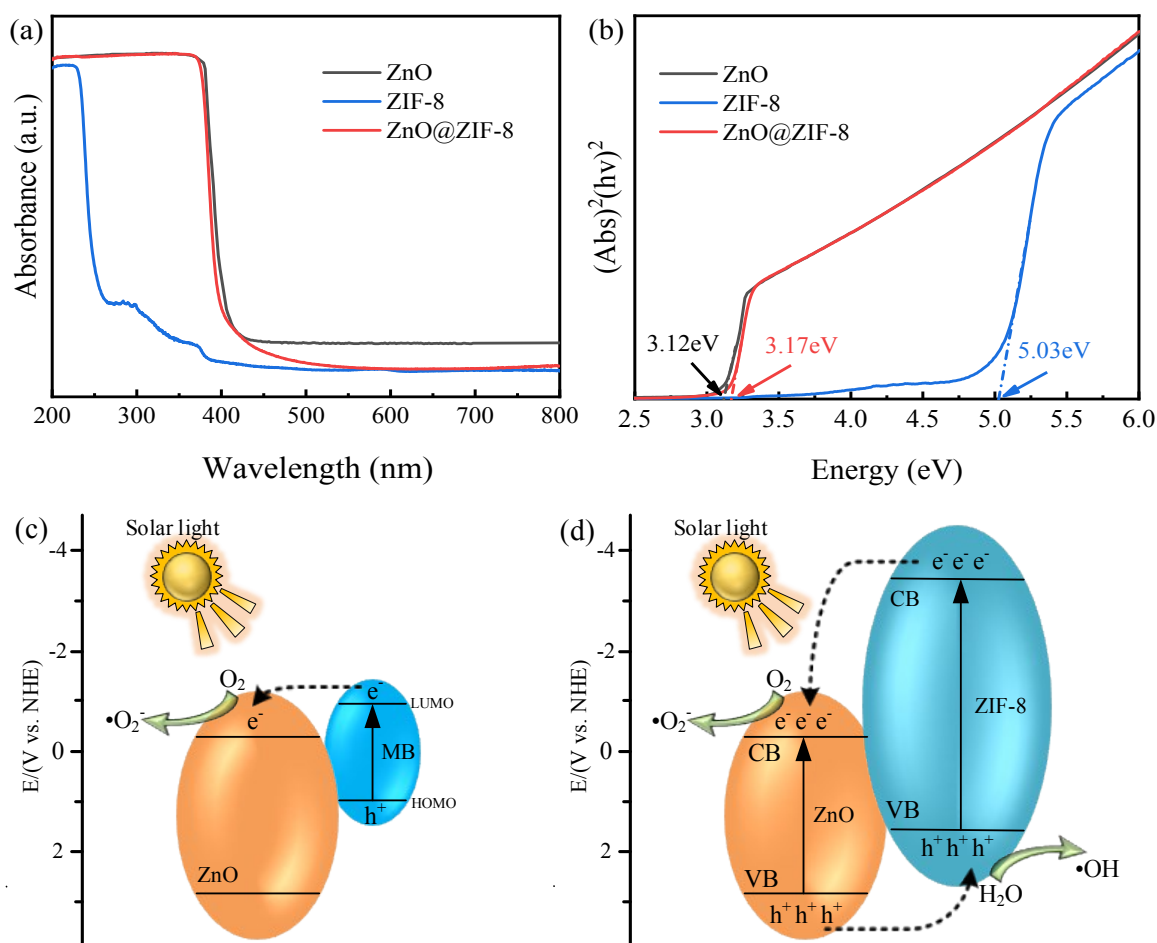 (a)
ZnO
ZIF-8
ZnO@ZIF-8
Absorbance (a.u.)
200 300 400 500 600 700 800
Wavelength (nm)
(b)
ZnO
ZIF-8
ZnO@ZIF-8
(Abs)²(hv)²
3.12eV
3.17eV
5.03eV
2.5 3.0 3.5 4.0 4.5 5.0 5.5 6.0
Energy (eV)
(c)
Solar light
-4
-2
0
2
E/(V vs. NHE)
O₂
•O₂⁻
e⁻
e⁻
LUMO
MB
HOMO
h⁺
ZnO
(d)
Solar light
-4
-2
0
2
E/(V vs. NHE)
e⁻ e⁻ e⁻
CB
ZIF-8
VB
h⁺ h⁺ h⁺
O₂
•O₂⁻
e⁻ e⁻ e⁻
CB
ZnO
VB
h⁺ h⁺ h⁺
H₂O
•OH